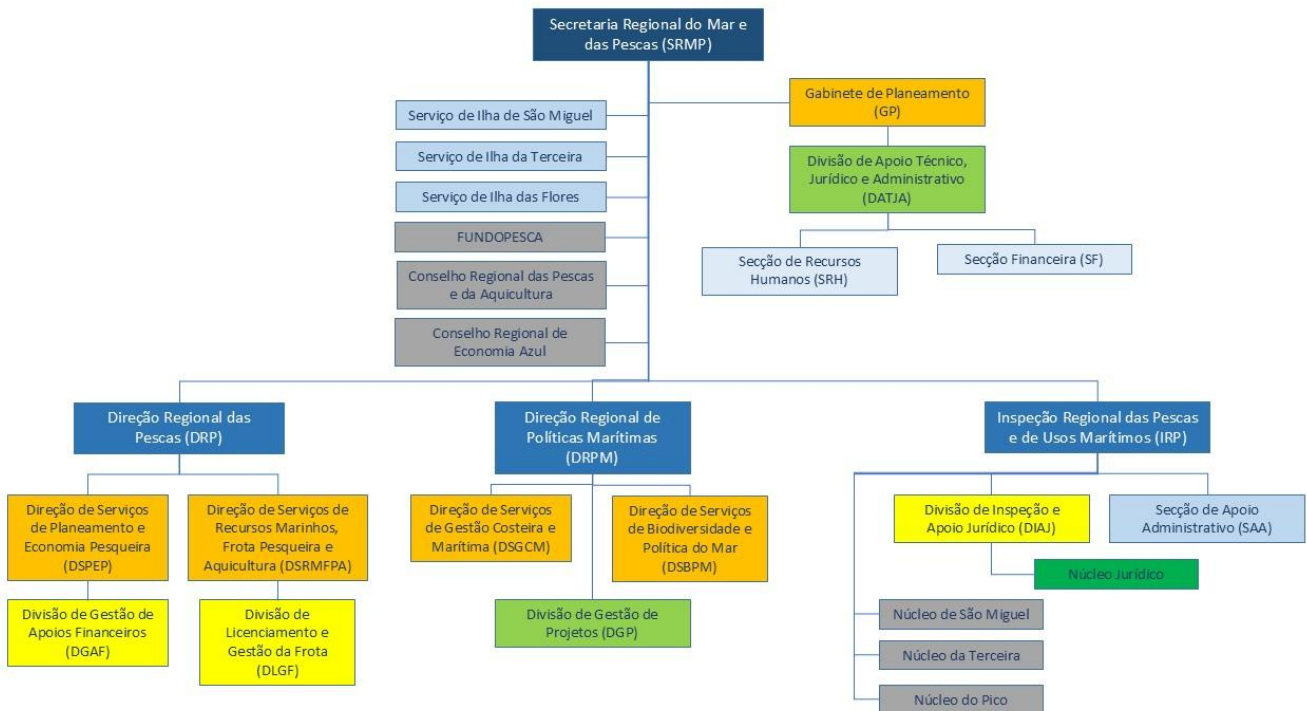 Secretaria Regional do Mar e
das Pescas (SRMP)
Gabinete de Planeamento
(GP)
Serviço de Ilha de São Miguel
Serviço de Ilha da Terceira
Serviço de Ilha das Flores
Divisão de Apoio Técnico,
Jurídico e Administrativo
(DATJA)
FUNDOPESCA
Secção de Recursos
Humanos (SRH)
Secção Financeira (SF)
Conselho Regional das Pescas
e da Aquicultura
Conselho Regional de
Economia Azul
Direção Regional das
Pescas (DRP)
Direção Regional de
Políticas Marítimas
(DRPM)
Inspeção Regional das Pescas
e de Usos Marítimos (IRP)
Direção de Serviços
de Planeamento e
Economia Pesqueira
(DSPEP)
Direção de Serviços de
Recursos Marinhos,
Frota Pesqueira e
Aquicultura (DSRMFPA)
Direção de Serviços
de Gestão Costeira e
Marítima (DSGCM)
Direção de Serviços
de Biodiversidade e
Política do Mar
(DSBPM)
Divisão de Inspeção e
Apoio Jurídico (DIAJ)
Secção de Apoio
Administrativo (SAA)
Núcleo Jurídico
Divisão de Gestão de
Apoios Financeiros
(DGAF)
Divisão de
Licenciamento e
Gestão da Frota
(DLGF)
Divisão de Gestão de
Projetos (DGP)
Núcleo de São Miguel
Núcleo da Terceira
Núcleo do Pico